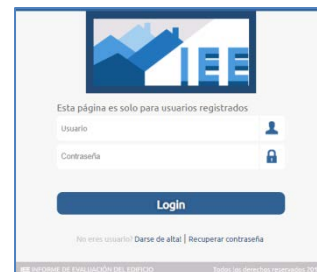 IEE
Esta página es solo para usuarios registrados
Usuario
Contraseña
Login
No eres usuario? Darse de alta! | Recuperar contraseña
IEE INFORME DE EVALUACIÓN DEL EDIFICIO Todos los derechos reservados